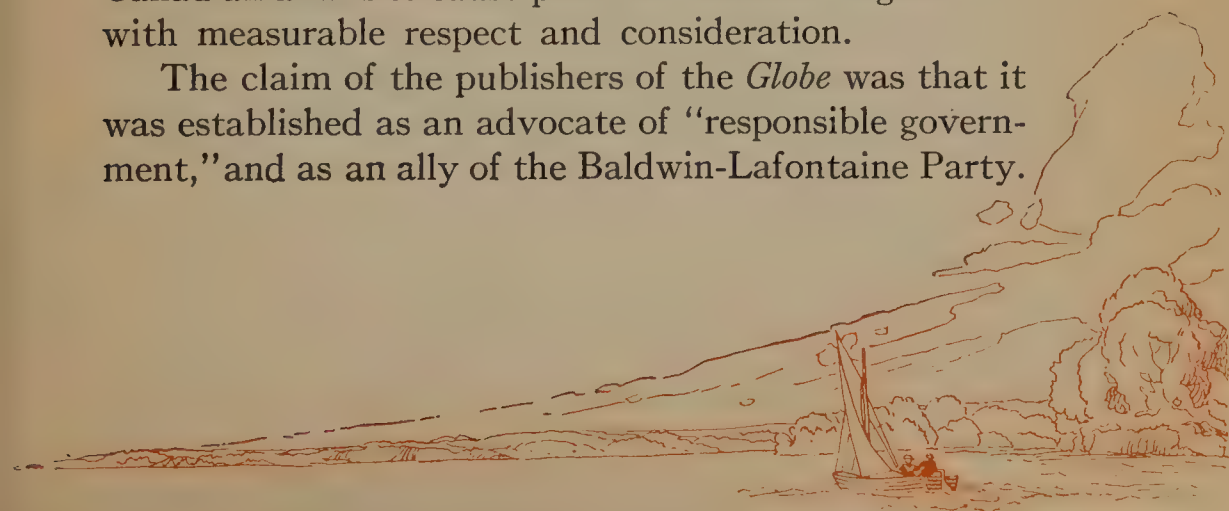 with measurable respect and consideration.
The claim of the publishers of the Globe was that it
was established as an advocate of “responsible govern-
ment,”and as an ally of the Baldwin-Lafontaine Party.